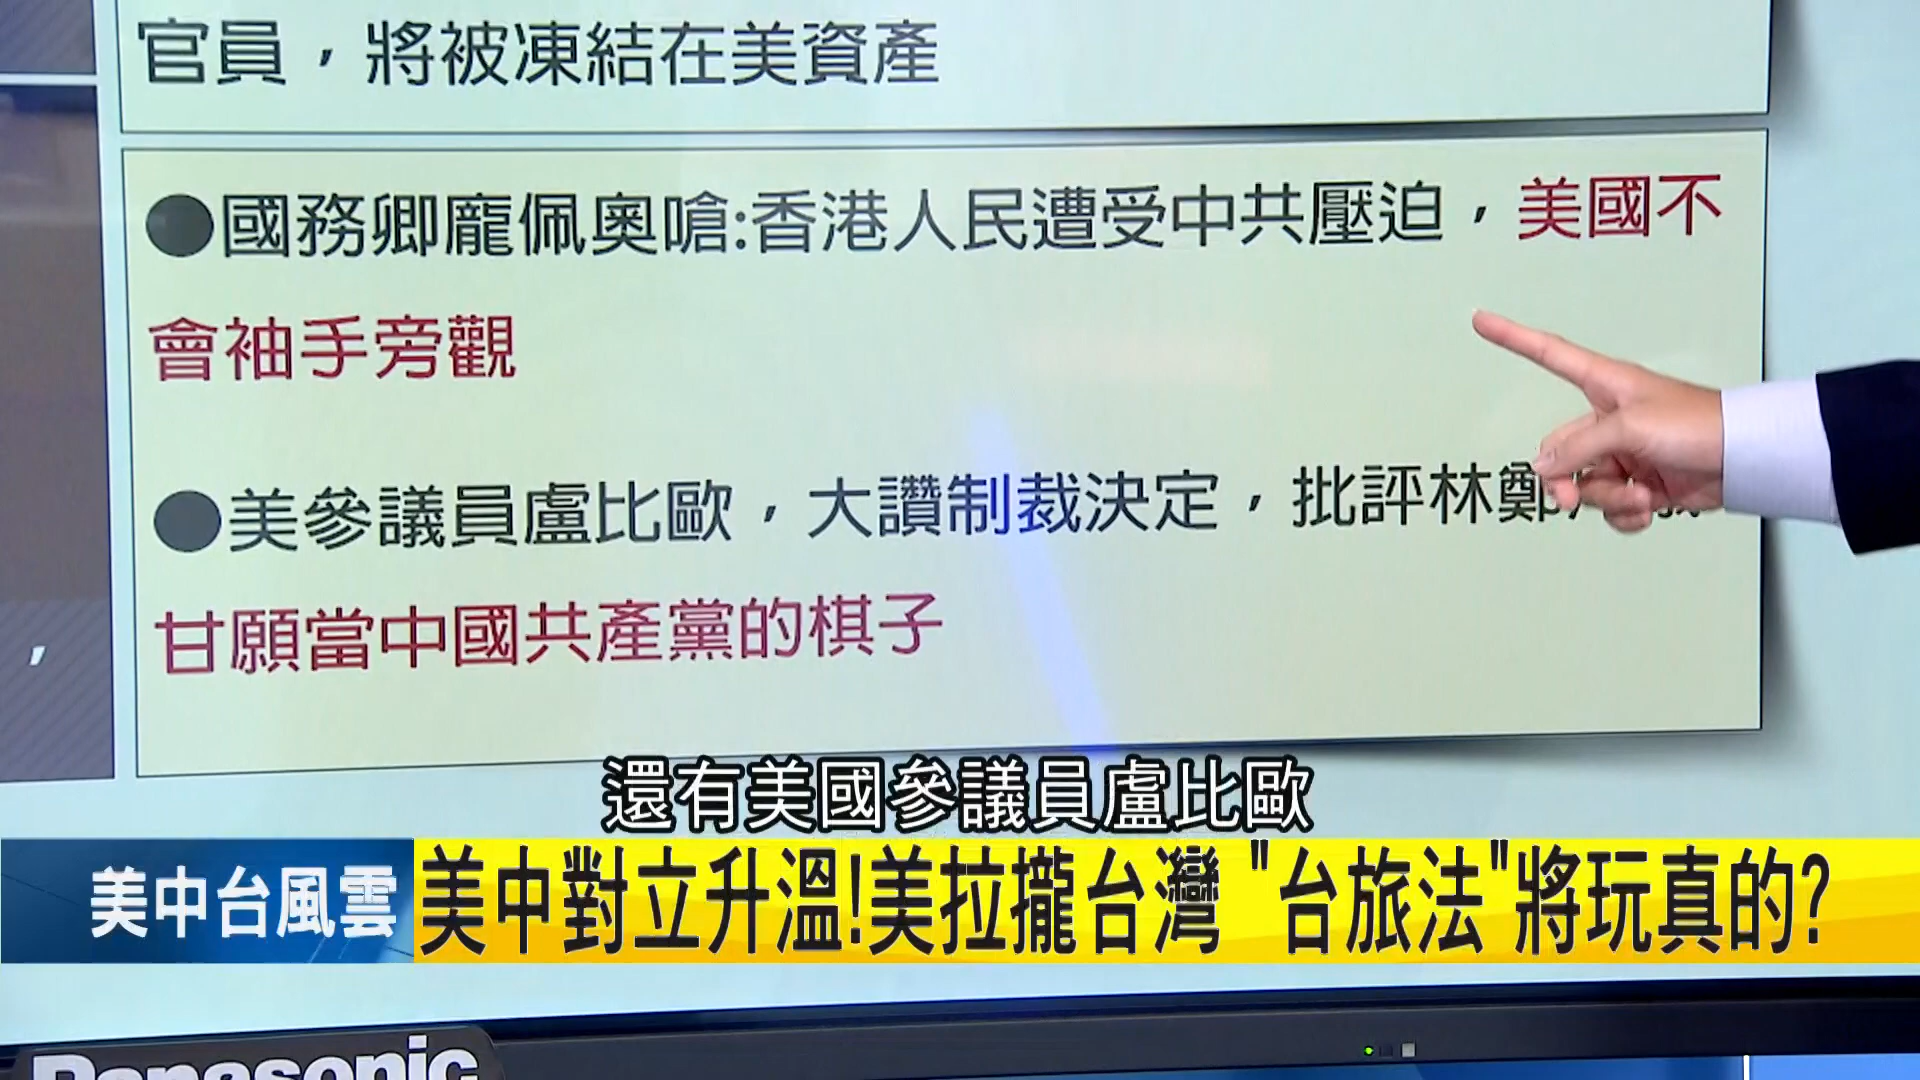 官員，將被凍結在美資產
●國務卿龐佩奧嗆:香港人民遭受中共壓迫，美國不
會袖手旁觀
●美參議員盧比歐，大讚制裁決定，批評林鄭
甘願當中國共產黨的棋子
，
還有美國參議員盧比歐
美中台風雲
美中對立升溫!美拉攏台灣 "台旅法"將玩真的?
Panasonic